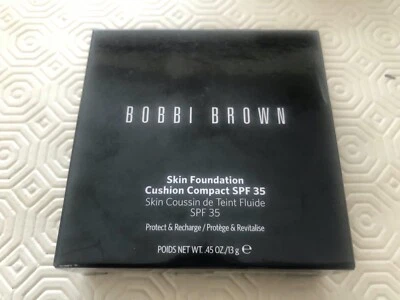 BOBBI BROWN
Skin Foundation
Cushion Compact SPF 35
Skin Coussin de Teint Fluide
SPF 35
Protect & Recharge / Protège & Revitalise
POIDS NET WT. .45 OZ./13 g ℮